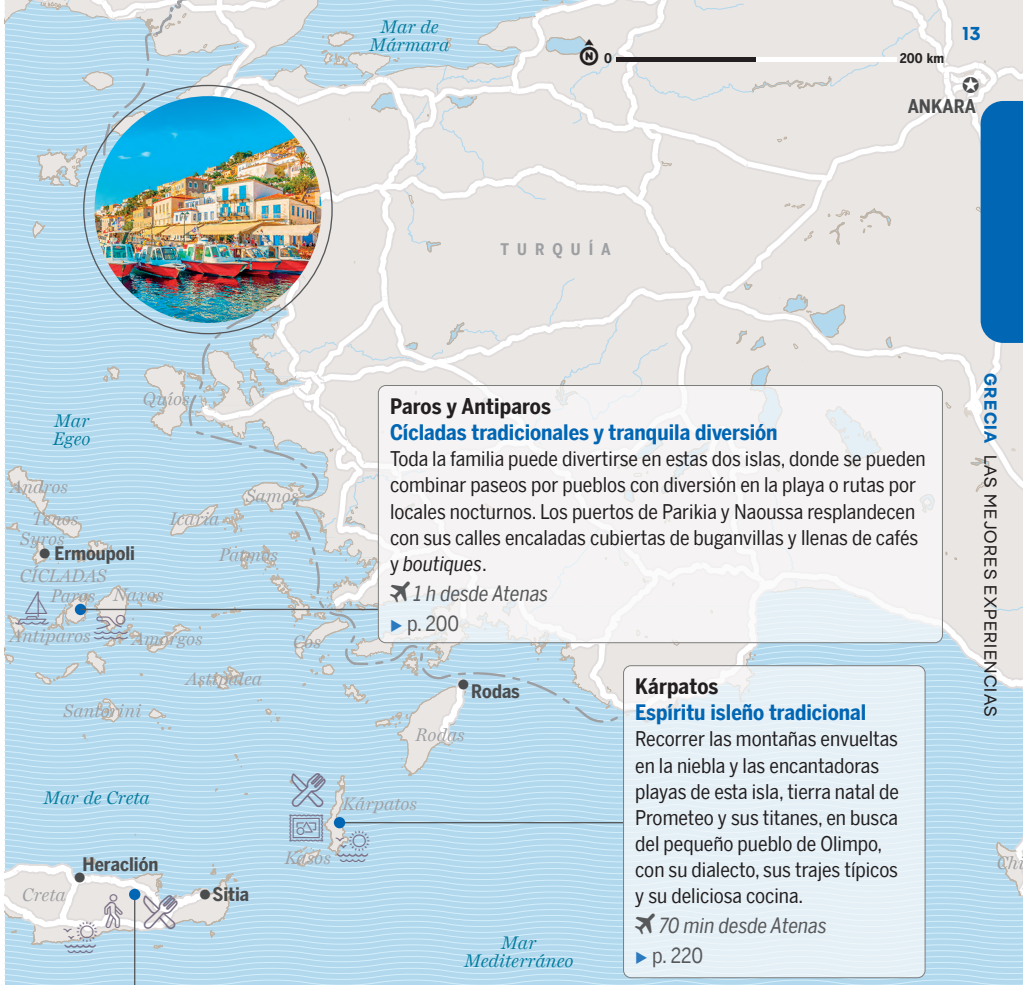 Mar de
Mármara
13
N
0
200 km
ANKARA
TURQUÍA
Quíos
Mar
Egeo
Paros y Antiparos
Cícladas tradicionales y tranquila diversión
Toda la familia puede divertirse en estas dos islas, donde se pueden
combinar paseos por pueblos con diversión en la playa o rutas por
locales nocturnos. Los puertos de Parikia y Naoussa resplandecen
con sus calles encaladas cubiertas de buganvillas y llenas de cafés
y boutiques.
1 h desde Atenas
▶ p. 200
GRECIA LAS MEJORES EXPERIENCIAS
Andros
Tenos
Syros
Ermoupoli
CÍCLADAS
Paros
Naxos
Antiparos
Amorgos
Samos
Icaria
Patmos
Cos
Astipalea
Santorini
Rodas
Rodas
Kárpatos
Espíritu isleño tradicional
Recorrer las montañas envueltas
en la niebla y las encantadoras
playas de esta isla, tierra natal de
Prometeo y sus titanes, en busca
del pequeño pueblo de Olimpo,
con su dialecto, sus trajes típicos
y su deliciosa cocina.
70 min desde Atenas
▶ p. 220
Mar de Creta
Kárpatos
Kasos
Heraclión
Creta
Sitia
Mar
Mediterráneo